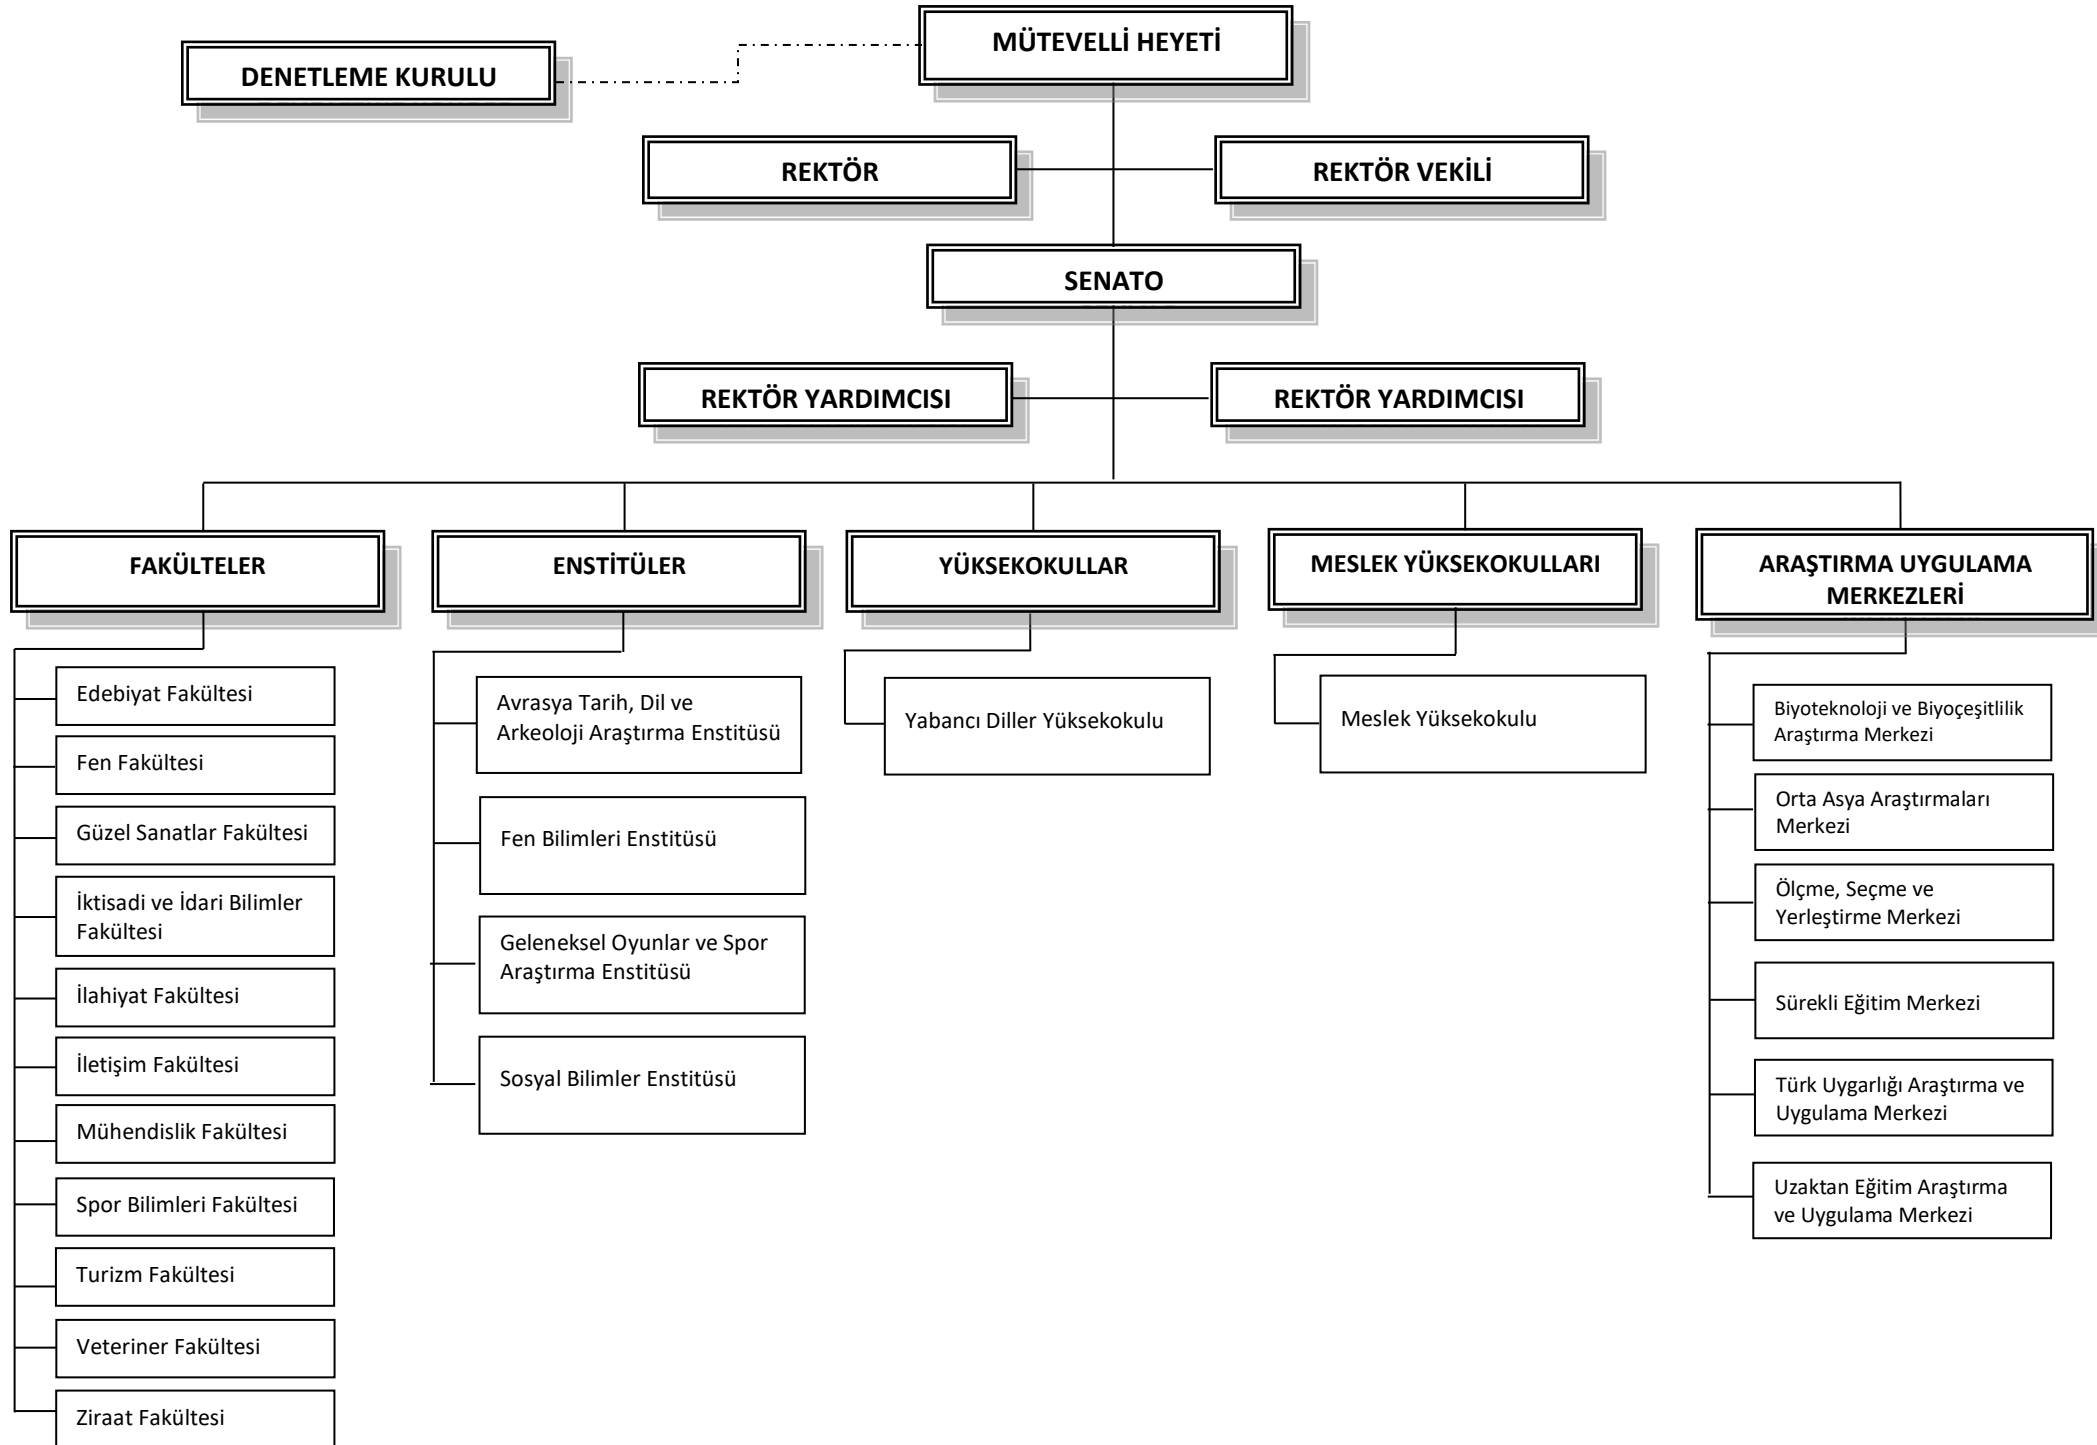 MÜTEVELLİ HEYETİ
DENETLEME KURULU
REKTÖR
REKTÖR VEKİLİ
SENATO
REKTÖR YARDIMCISI
REKTÖR YARDIMCISI
FAKÜLTELER
Edebiyat Fakültesi
Fen Fakültesi
Güzel Sanatlar Fakültesi
İktisadi ve İdari Bilimler
Fakültesi
İlahiyat Fakültesi
İletişim Fakültesi
Mühendislik Fakültesi
Spor Bilimleri Fakültesi
Turizm Fakültesi
Veteriner Fakültesi
Ziraat Fakültesi
ENSTİTÜLER
Avrasya Tarih, Dil ve
Arkeoloji Araştırma Enstitüsü
Fen Bilimleri Enstitüsü
Geleneksel Oyunlar ve Spor
Araştırma Enstitüsü
Sosyal Bilimler Enstitüsü
YÜKSEKOKULLAR
Yabancı Diller Yüksekokulu
MESLEK YÜKSEKOKULLARI
Meslek Yüksekokulu
ARAŞTIRMA UYGULAMA
MERKEZLERİ
Biyoteknoloji ve Biyoçeşitlilik
Araştırma Merkezi
Orta Asya Araştırmaları
Merkezi
Ölçme, Seçme ve
Yerleştirme Merkezi
Sürekli Eğitim Merkezi
Türk Uygarlığı Araştırma ve
Uygulama Merkezi
Uzaktan Eğitim Araştırma
ve Uygulama Merkezi